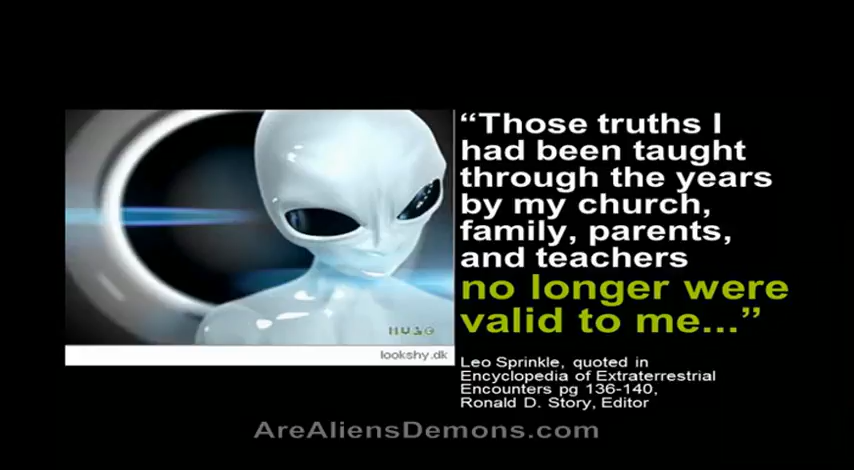 “Those truths I
had been taught
through the years
by my church,
family, parents,
and teachers
no longer were
valid to me...”
lookshy.dk
Leo Sprinkle, quoted in
Encyclopedia of Extraterrestrial
Encounters pg 136-140,
Ronald D. Story, Editor
AreAliensDemons.com